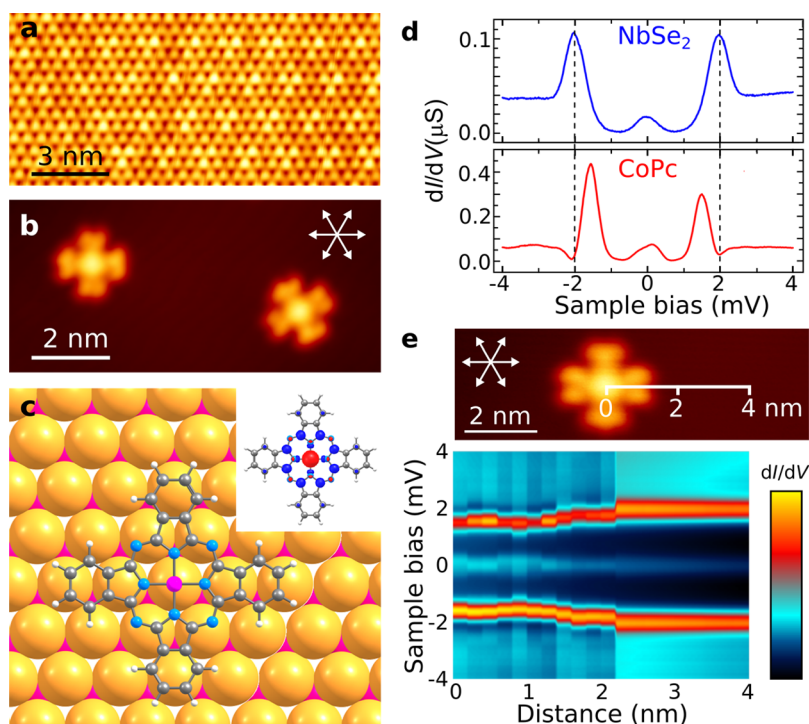 a
3 nm
b
2 nm
c
d
0.1
NbSe₂
0.0
dI/dV(µS)
0.4
CoPc
0.2
0.0
-4 -2 0 2 4
Sample bias (mV)
e
2 nm
0 2 4 nm
4
2
0
-2
-4
Sample bias (mV)
dI/dV
0 1 2 3 4
Distance (nm)